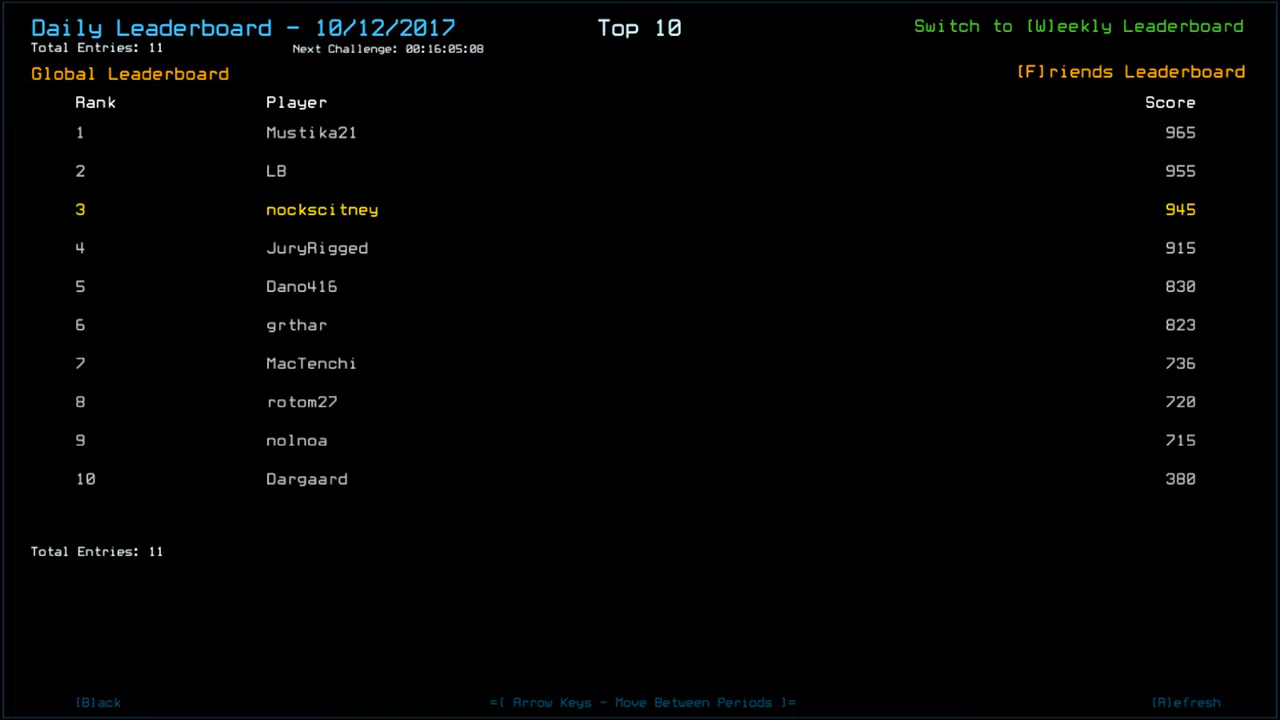 Daily Leaderboard - 10/12/2017 Top 10 Switch to [W]eekly Leaderboard
Total Entries: 11 Next Challenge: 00:16:05:08
Global Leaderboard [F]riends Leaderboard
Rank Player Score
1 Mustika21 965
2 LB 955
3 nockscitney 945
4 JuryRigged 915
5 Dano416 830
6 grthar 823
7 MacTenchi 736
8 rotom27 720
9 nolnoa 715
10 Dargaard 380
Total Entries: 11
[B]ack =[ Arrow Keys - Move Between Periods ]= [R]efresh